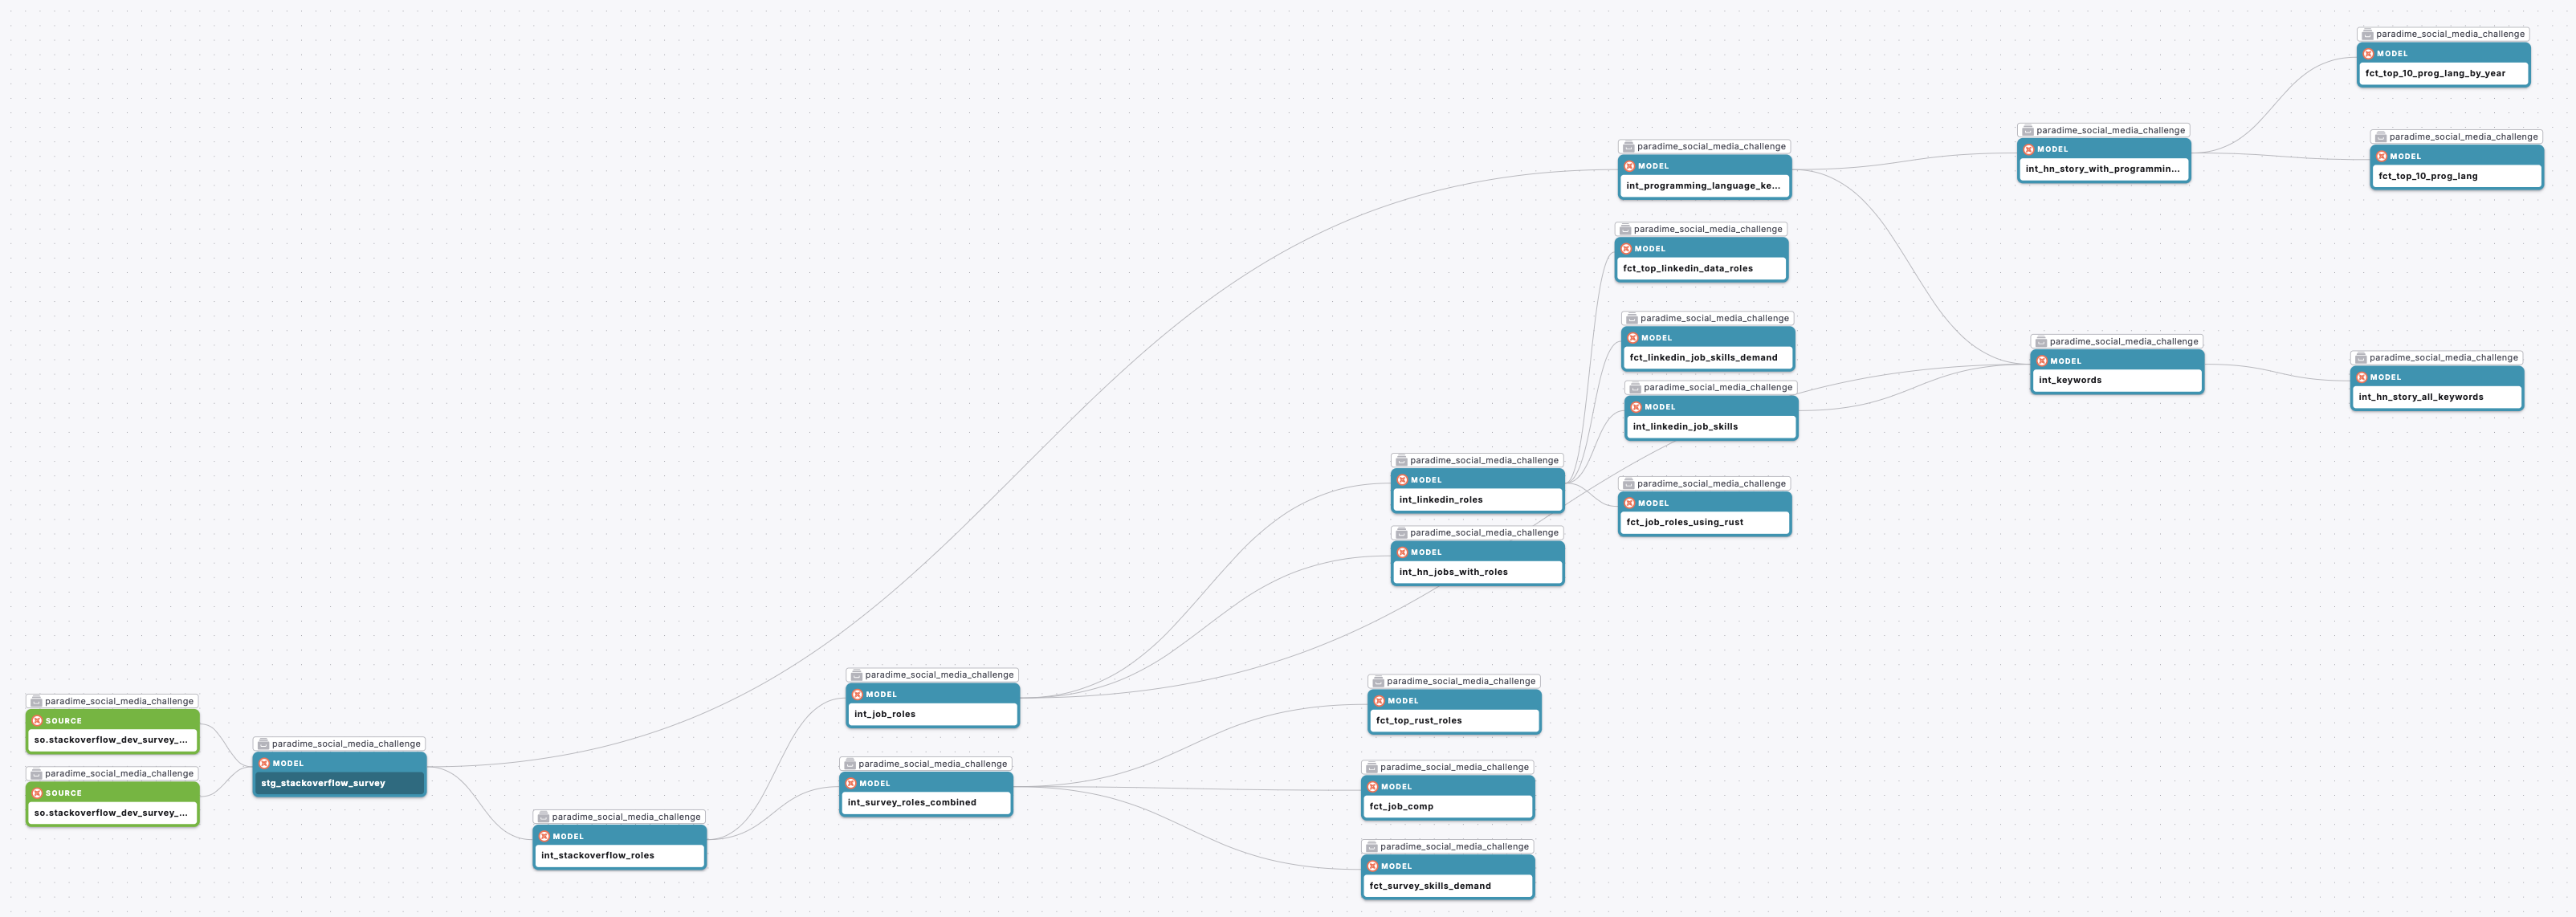 paradime_social_media_challenge
MODEL
fct_top_10_prog_lang_by_year
paradime_social_media_challenge
MODEL
int_hn_story_with_programmin...
paradime_social_media_challenge
MODEL
fct_top_10_prog_lang
paradime_social_media_challenge
MODEL
int_programming_language_ke...
paradime_social_media_challenge
MODEL
fct_top_linkedin_data_roles
paradime_social_media_challenge
MODEL
fct_linkedin_job_skills_demand
paradime_social_media_challenge
MODEL
int_keywords
paradime_social_media_challenge
MODEL
int_hn_story_all_keywords
paradime_social_media_challenge
MODEL
int_linkedin_job_skills
paradime_social_media_challenge
MODEL
int_linkedin_roles
paradime_social_media_challenge
MODEL
fct_job_roles_using_rust
paradime_social_media_challenge
MODEL
int_hn_jobs_with_roles
paradime_social_media_challenge
MODEL
int_job_roles
paradime_social_media_challenge
MODEL
fct_top_rust_roles
paradime_social_media_challenge
SOURCE
so.stackoverflow_dev_survey_...
paradime_social_media_challenge
MODEL
stg_stackoverflow_survey
paradime_social_media_challenge
SOURCE
so.stackoverflow_dev_survey_...
paradime_social_media_challenge
MODEL
int_survey_roles_combined
paradime_social_media_challenge
MODEL
fct_job_comp
paradime_social_media_challenge
MODEL
int_stackoverflow_roles
paradime_social_media_challenge
MODEL
fct_survey_skills_demand